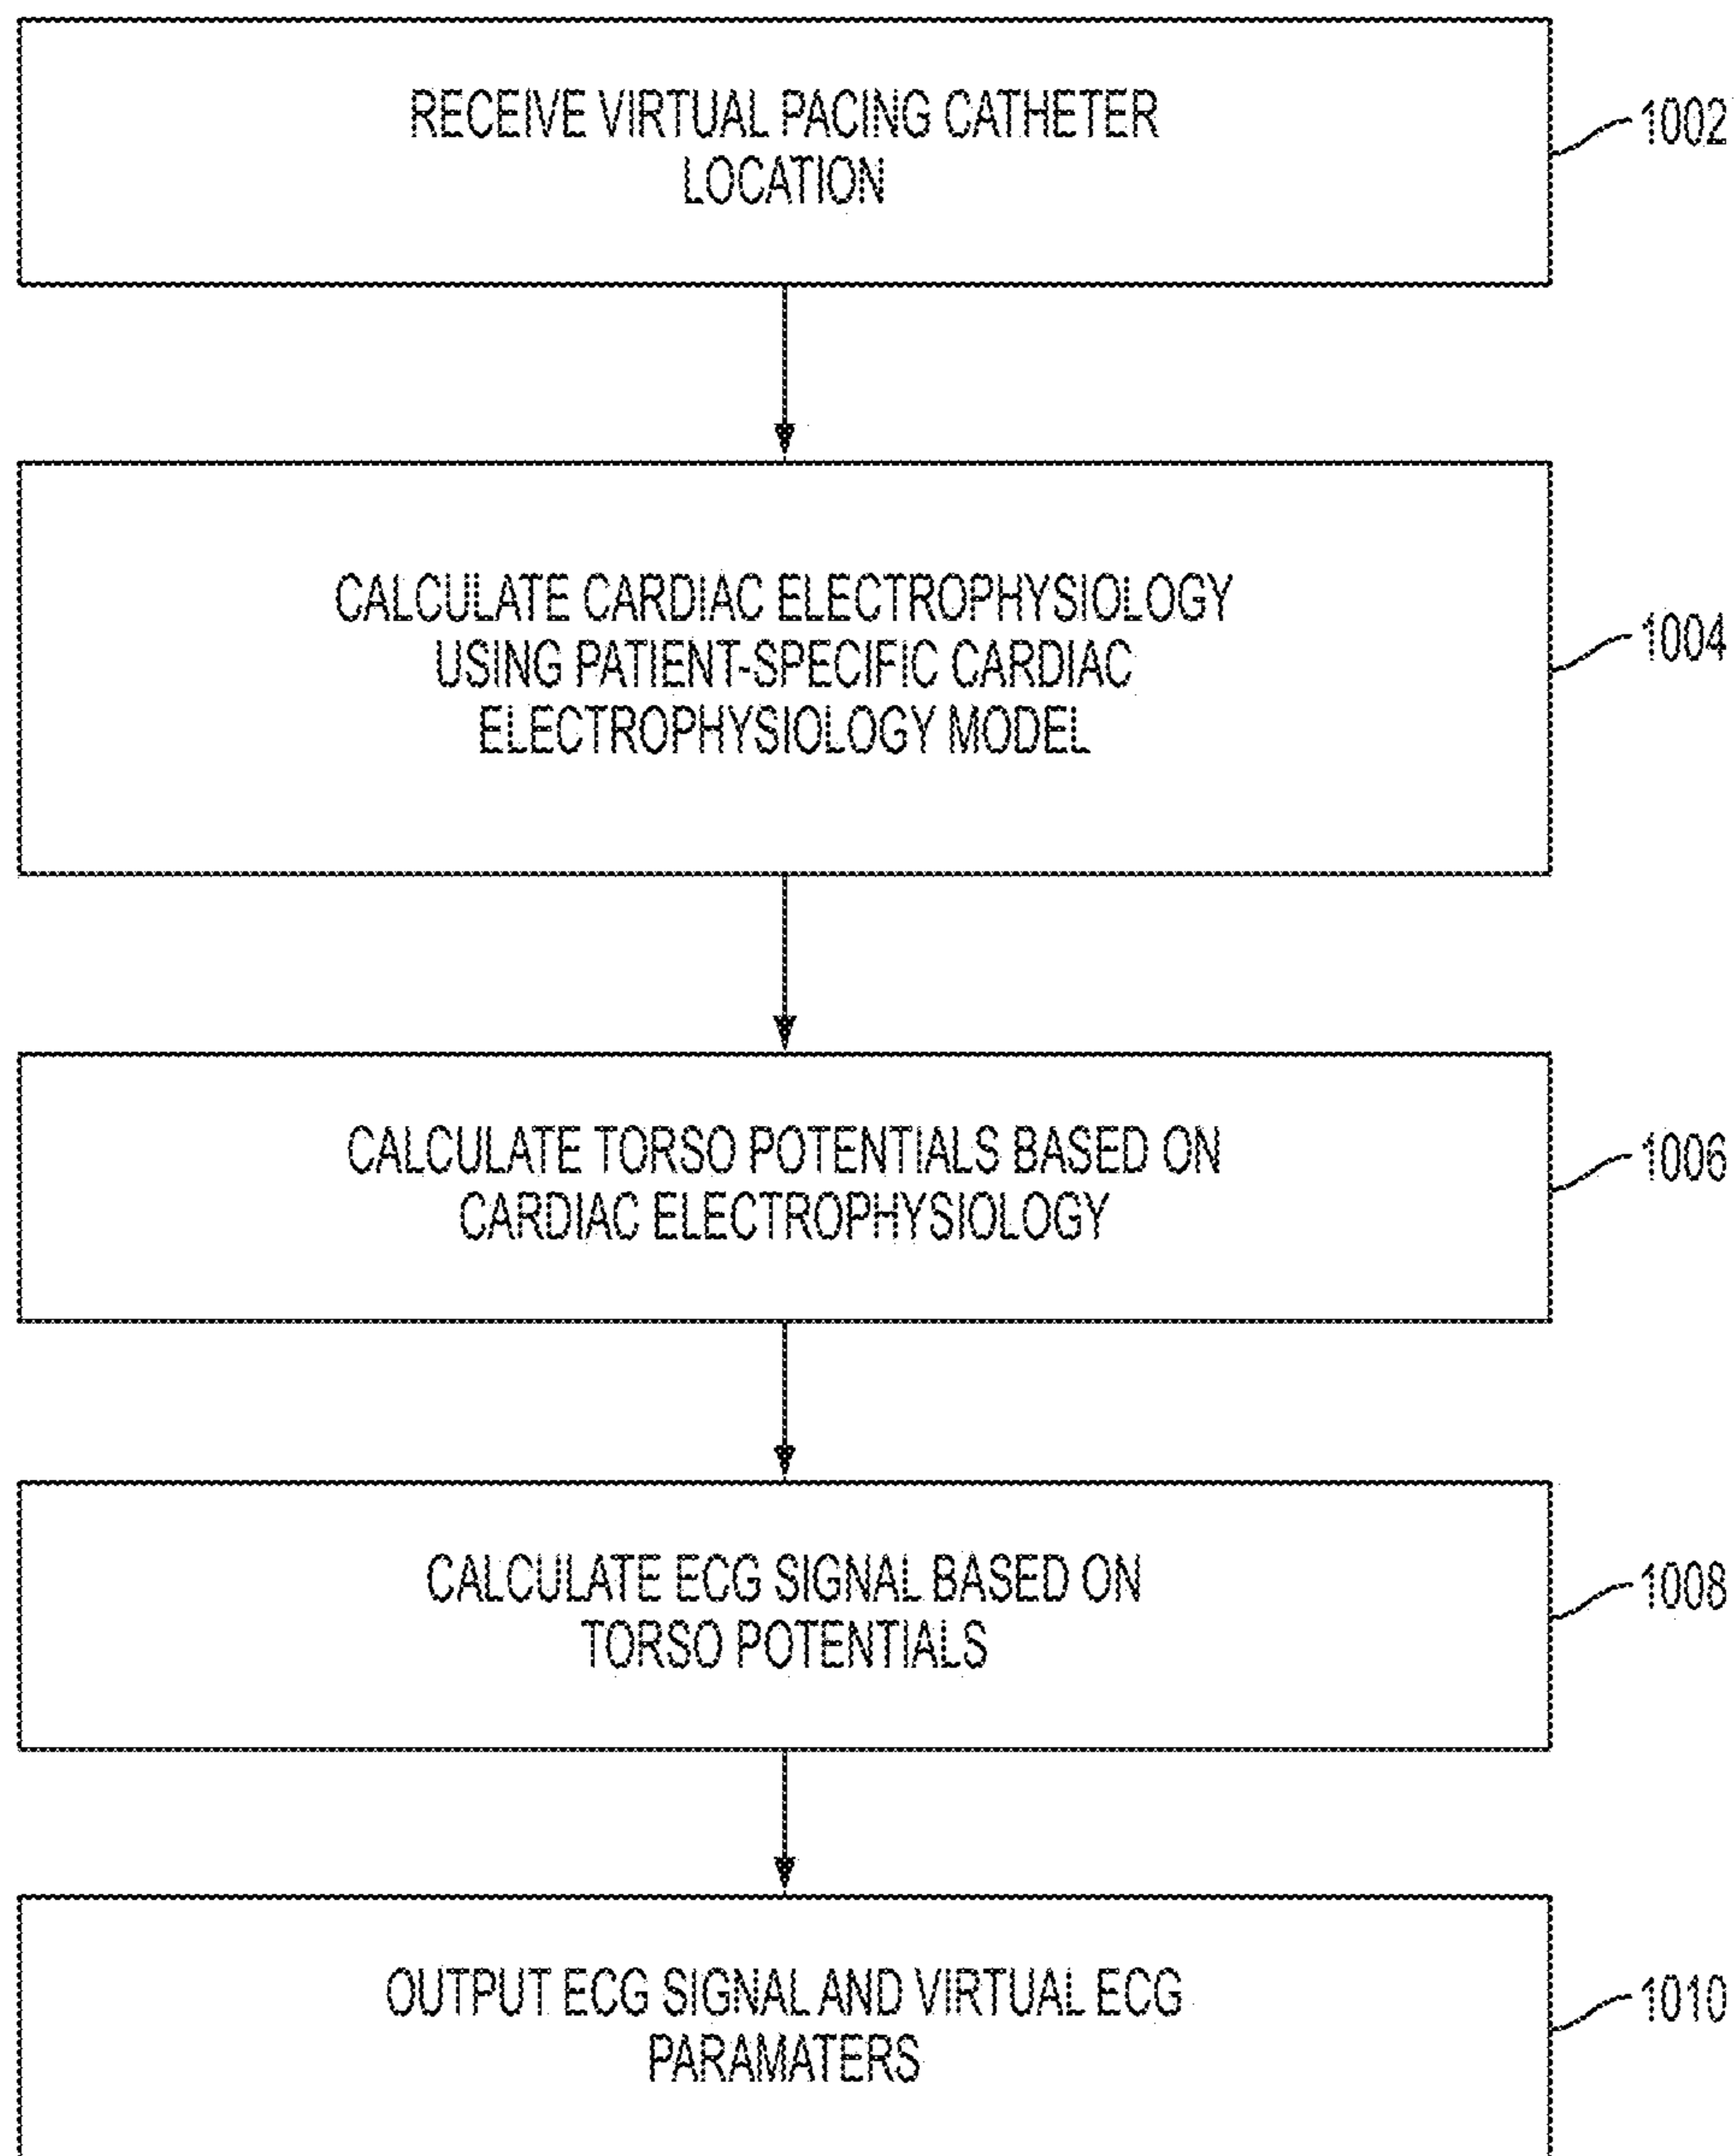 RECEIVE VIRTUAL PACING CATHETER
LOCATION
1002
CALCULATE CARDIAC ELECTROPHYSIOLOGY
USING PATIENT-SPECIFIC CARDIAC
ELECTROPHYSIOLOGY MODEL
1004
CALCULATE TORSO POTENTIALS BASED ON
CARDIAC ELECTROPHYSIOLOGY
1006
CALCULATE ECG SIGNAL BASED ON
TORSO POTENTIALS
1008
OUTPUT ECG SIGNAL AND VIRTUAL ECG
PARAMATERS
1010